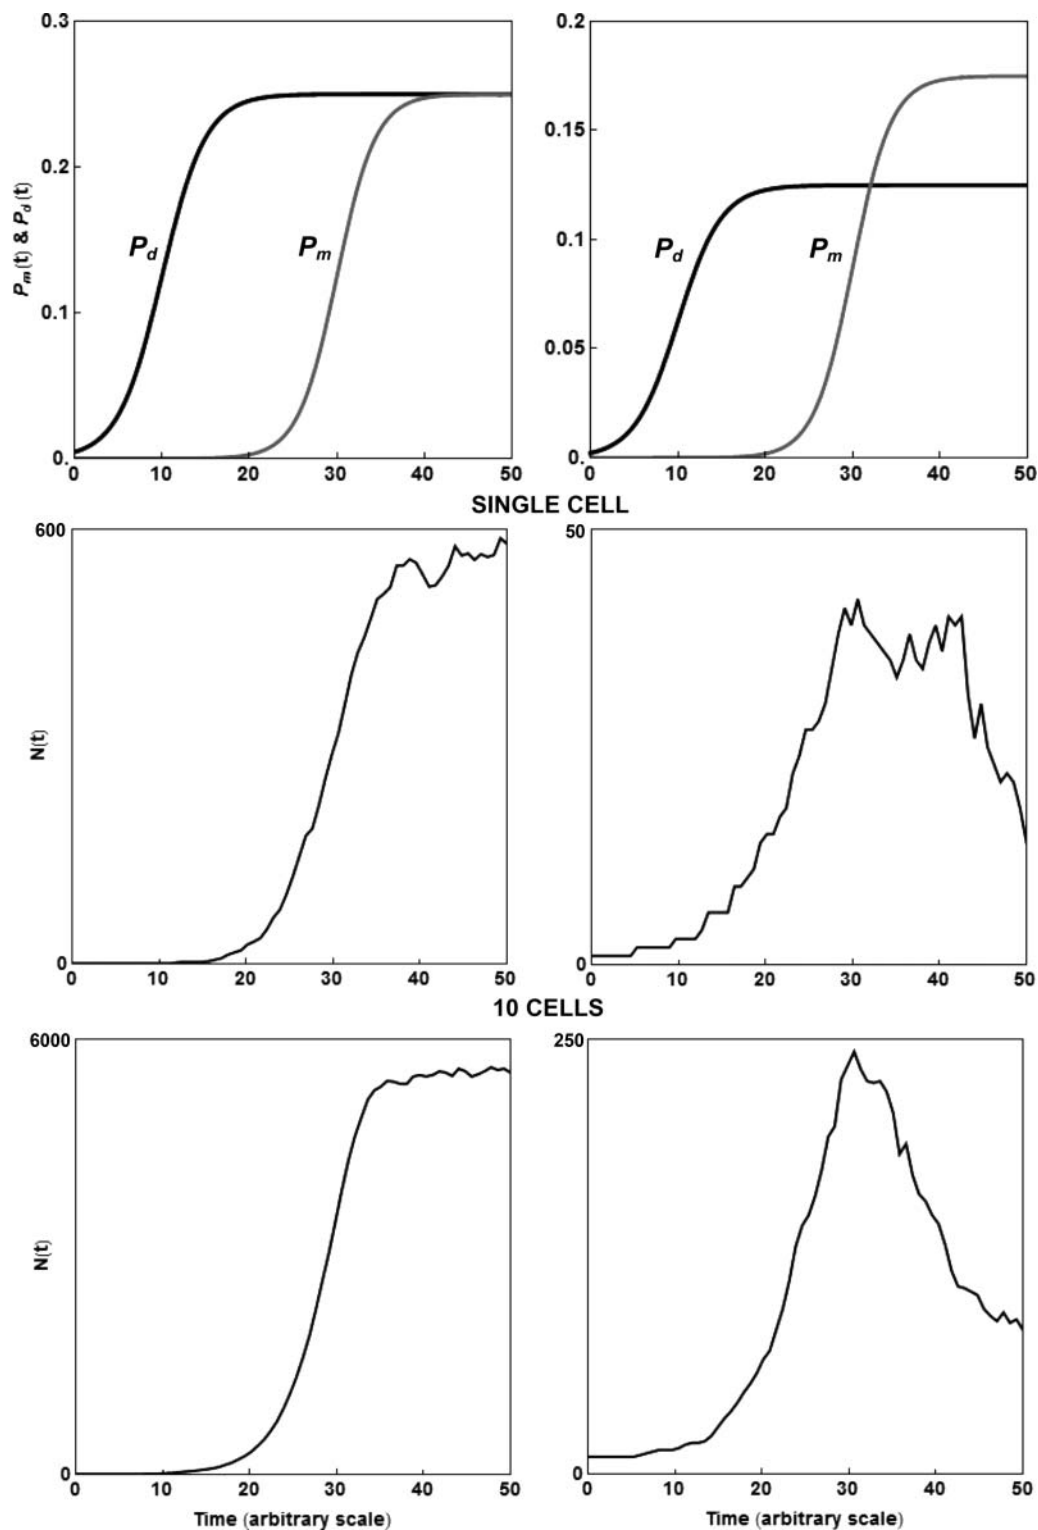 0.3
0.2
0.1
0.
P_m(t) & P_d(t)
P_d
P_m
0 10 20 30 40 50
0.2
0.15
0.1
0.05
0.
P_d
P_m
0 10 20 30 40 50
SINGLE CELL
600
0
N(t)
0 10 20 30 40 50
50
0
0 10 20 30 40 50
10 CELLS
6000
0
N(t)
0 10 20 30 40 50
Time (arbitrary scale)
250
0
0 10 20 30 40 50
Time (arbitrary scale)